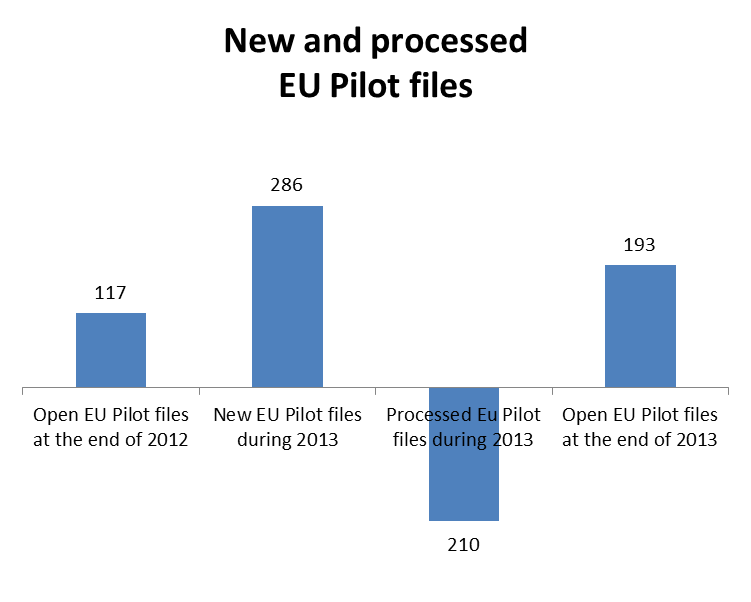 New and processed
EU Pilot files
286
193
117
Open EU Pilot files
at the end of 2012
New EU Pilot files
during 2013
Processed Eu Pilot
files during 2013
Open EU Pilot files
at the end of 2013
210